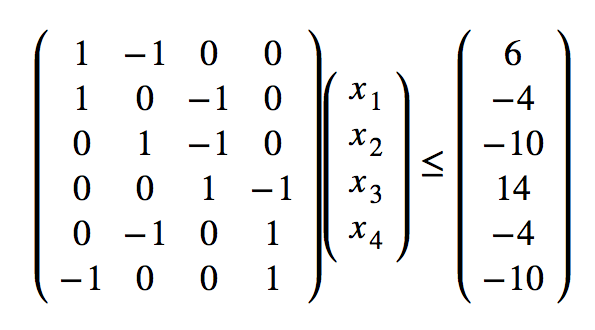 1 −1 0 0 6
1 0 −1 0 x1 −4
0 1 −1 0 x2 −10
0 0 1 −1 x3 ≤ 14
0 −1 0 1 x4 −4
−1 0 0 1 −10